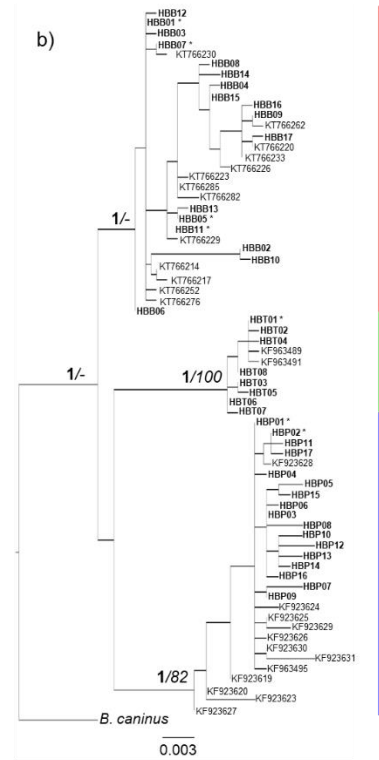 b)
HBB12
HBB01 *
HBB03
HBB07 *
KT766230
HBB08
HBB14
HBB04
HBB15
HBB16
HBB09
KT766262
HBB17
KT766220
KT766233
KT766226
KT766223
KT766285
KT766282
1/-
HBB13
HBB05 *
HBB11 *
KT766229
HBB02
HBB10
KT766214
KT766217
KT766252
KT766276
HBB06
HBT01 *
HBT02
HBT04
KF963489
KF963491
1/-
1/100
HBT08
HBT03
HBT05
HBT06
HBT07
HBP01 *
HBP02 *
HBP11
HBP17
KF923628
HBP04
HBP05
HBP15
HBP06
HBP03
HBP08
HBP10
HBP12
HBP13
HBP14
HBP16
HBP07
HBP09
KF923624
KF923625
KF923629
KF923626
KF923630
KF923631
KF963495
1/82
KF923619
KF923620
KF923623
KF923627
B. caninus
0.003